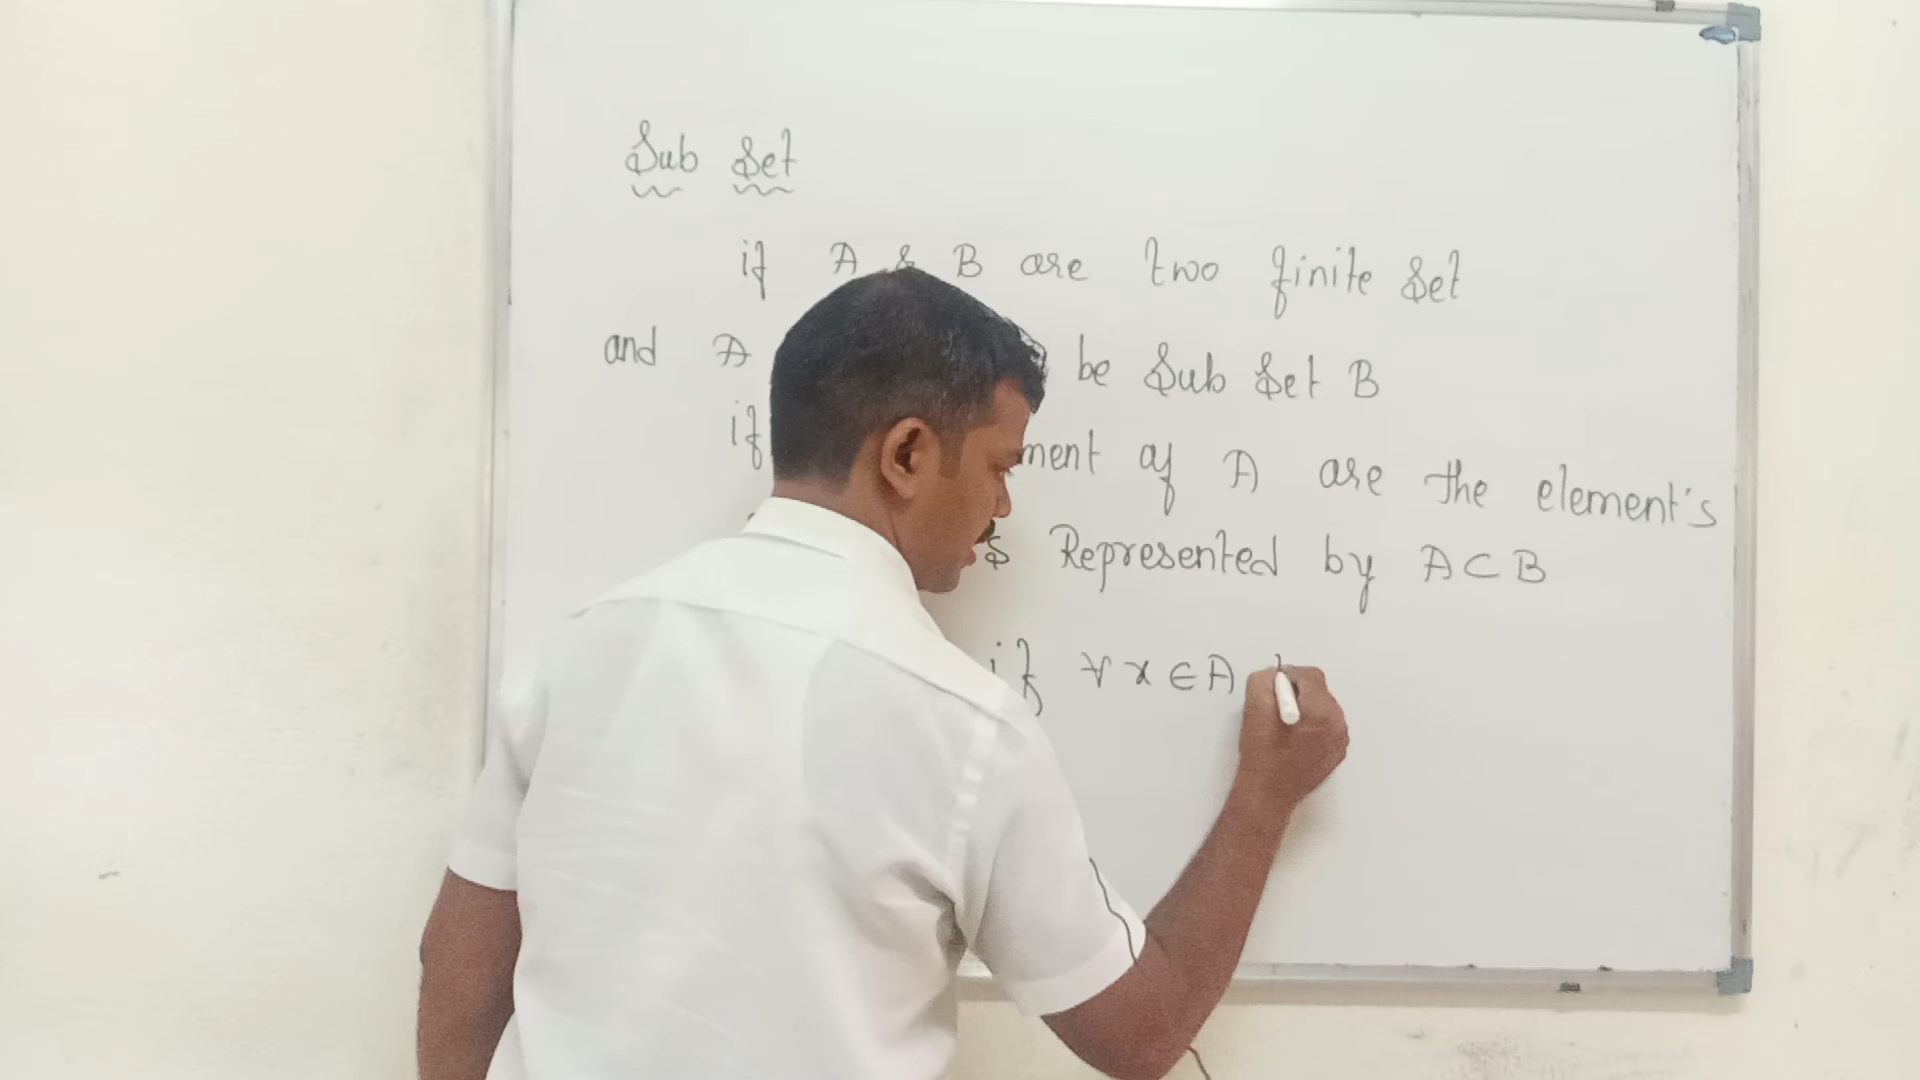 Sub Set
if A & B are two finite Set
and A be Sub Set B
if ment of A are the element's
Represented by A⊂B
if ∀ x ∈ A